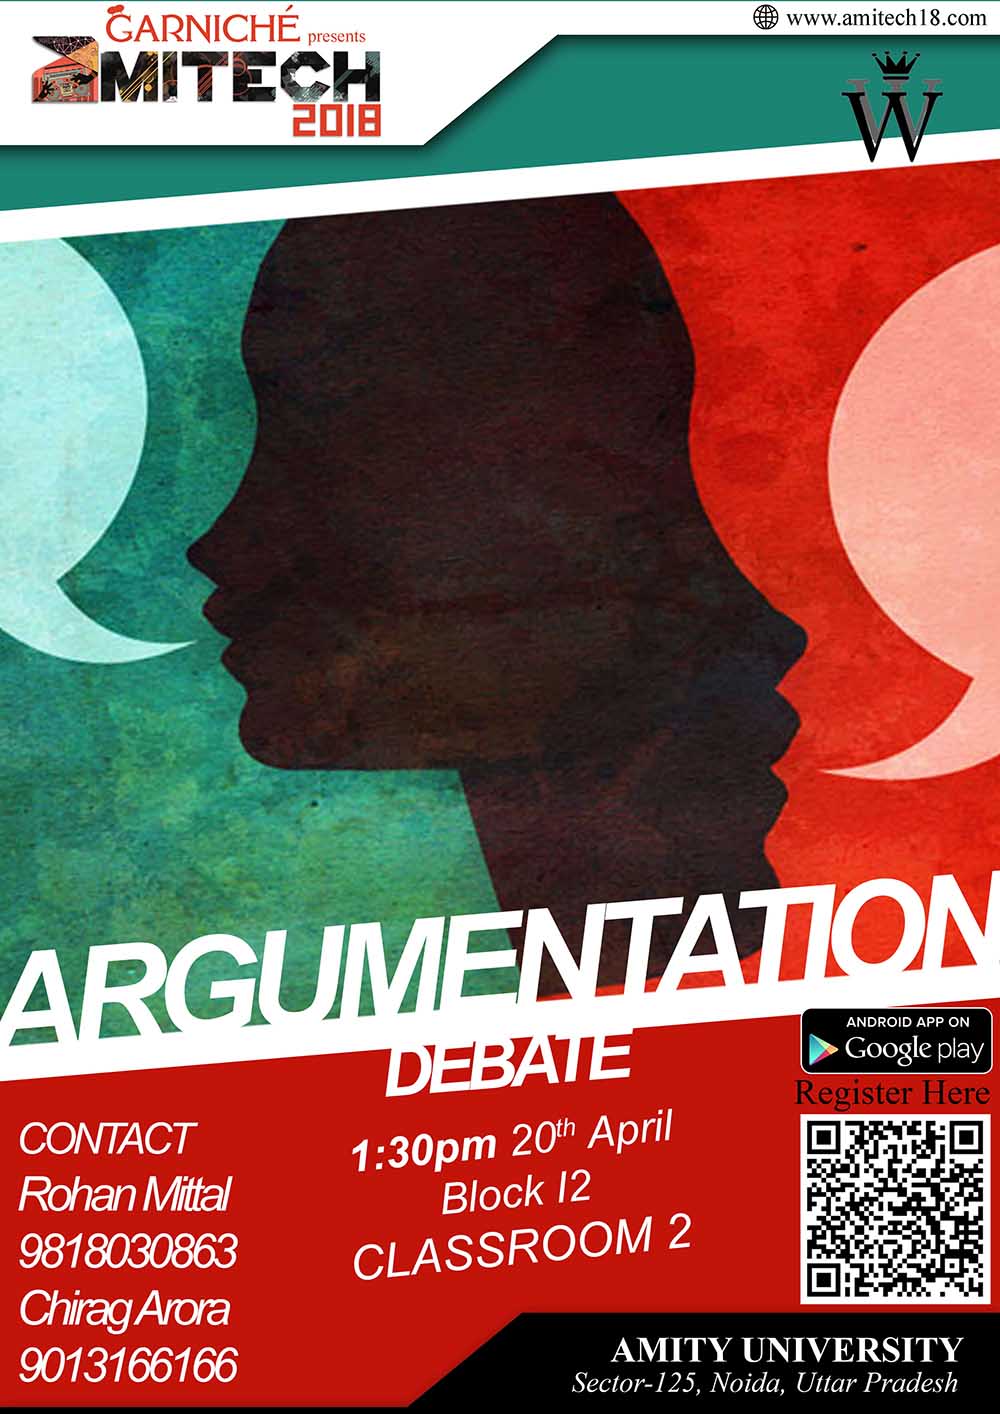 www.amitech18.com
GARNICHÉ presents
AMITECH
2018
W
ARGUMENTATION
DEBATE
1:30pm 20th April
Block I2
CLASSROOM 2
CONTACT
Rohan Mittal
9818030863
Chirag Arora
9013166166
ANDROID APP ON
Google play
Register Here
AMITY UNIVERSITY
Sector-125, Noida, Uttar Pradesh